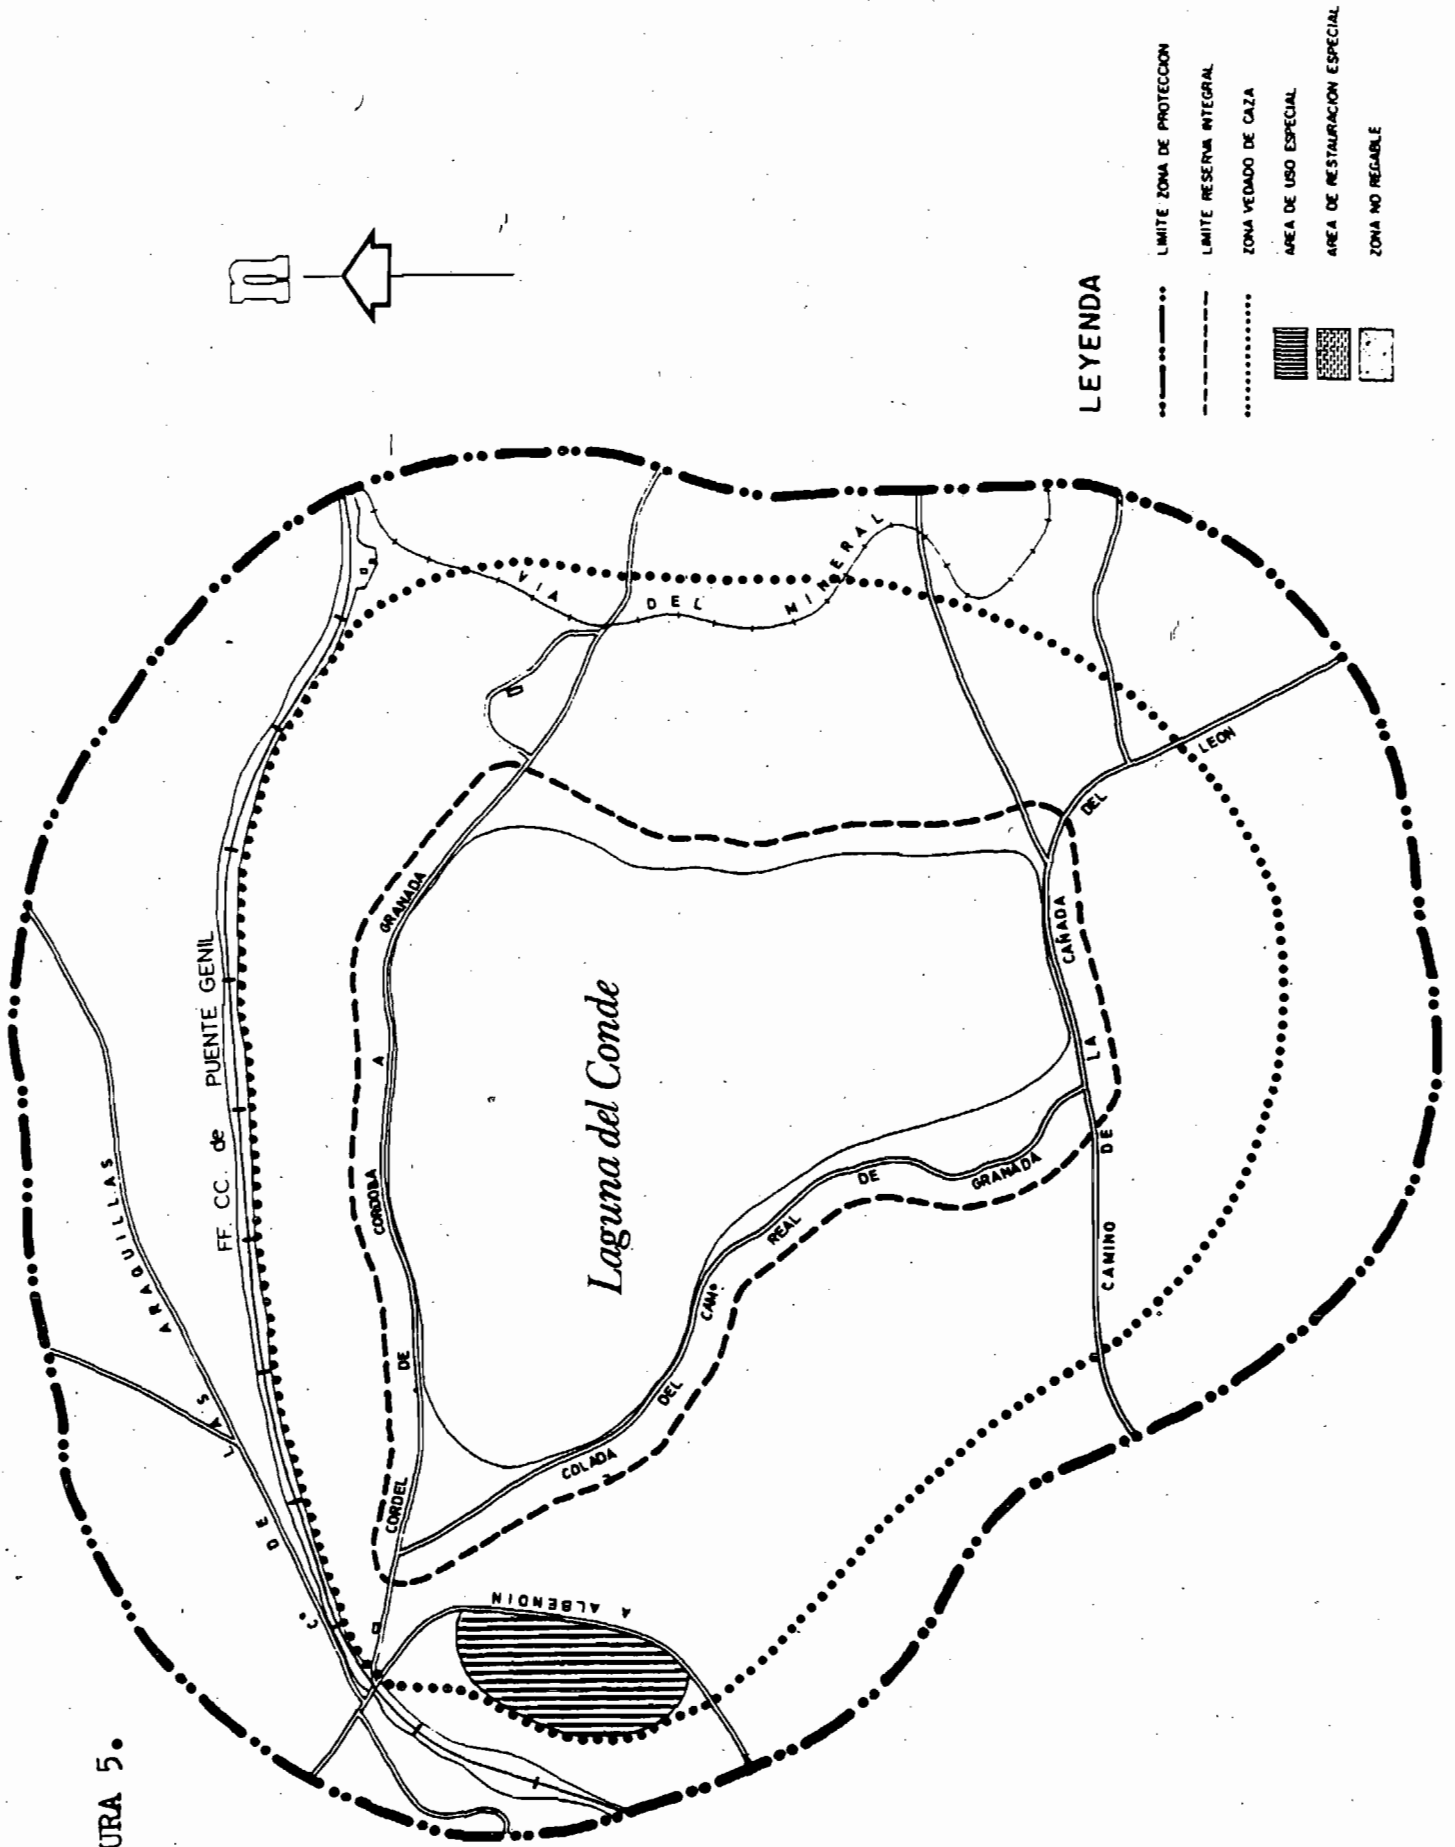 URA 5.
n
LEYENDA
LIMITE ZONA DE PROTECCION
LIMITE RESERVA INTEGRAL
ZONA VEDADO DE CAZA
AREA DE USO ESPECIAL
AREA DE RESTAURACION ESPECIAL
ZONA NO REGABLE
Cº DE LAS ARAQUILLAS
FF. CC. de PUENTE GENIL
CORDEL DE CORDOBA A GRANADA
Laguna del Conde
VIA DEL MINERAL
COLADA DEL CAMº REAL DE GRANADA
CAMINO DE LA CAÑADA DEL LEON
A ALBENDIN